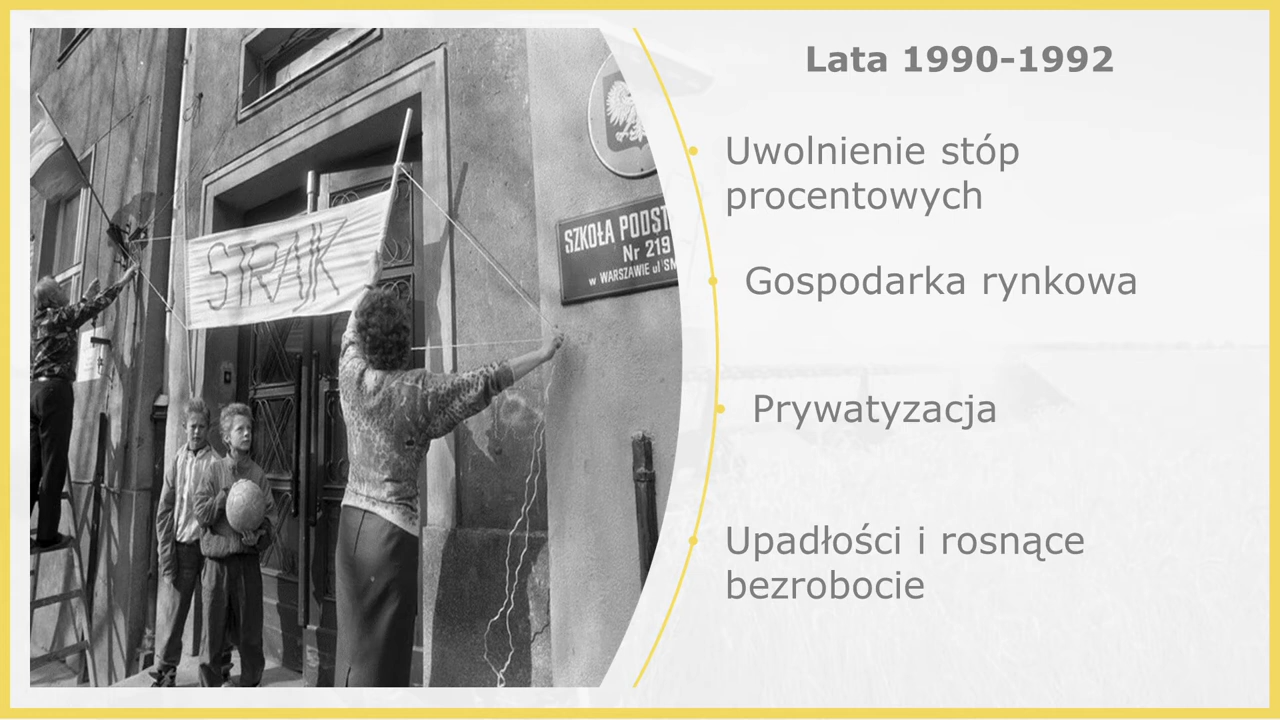 Lata 1990-1992
Uwolnienie stóp
procentowych
Gospodarka rynkowa
Prywatyzacja
Upadłości i rosnące
bezrobocie
STRAJK
SZKOŁA PODST
Nr 219
w WARSZAWIE ul SM